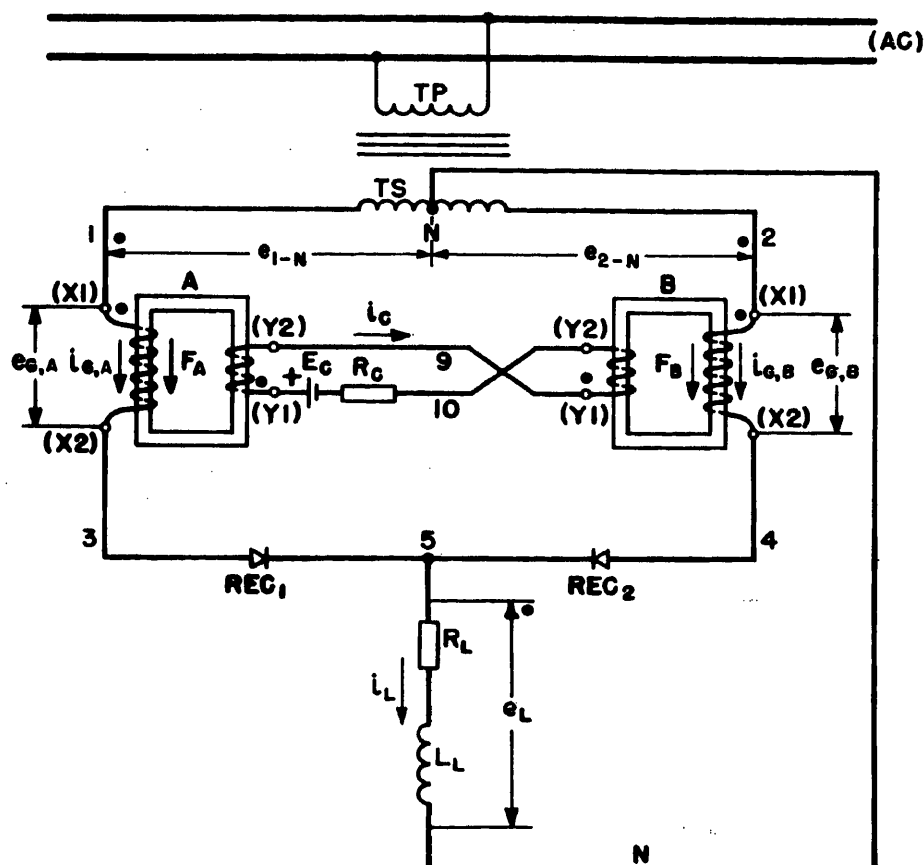 (AC)
TP
TS
N
1
2
e1-N
e2-N
(X1)
A
B
(X1)
(Y2)
iC
(Y2)
eG,A
iG,A
FA
+
EC
RC
9
10
FB
iG,B
eG,B
(Y1)
(Y1)
(X2)
(X2)
3
5
4
REC1
REC2
RL
iL
eL
LL
N